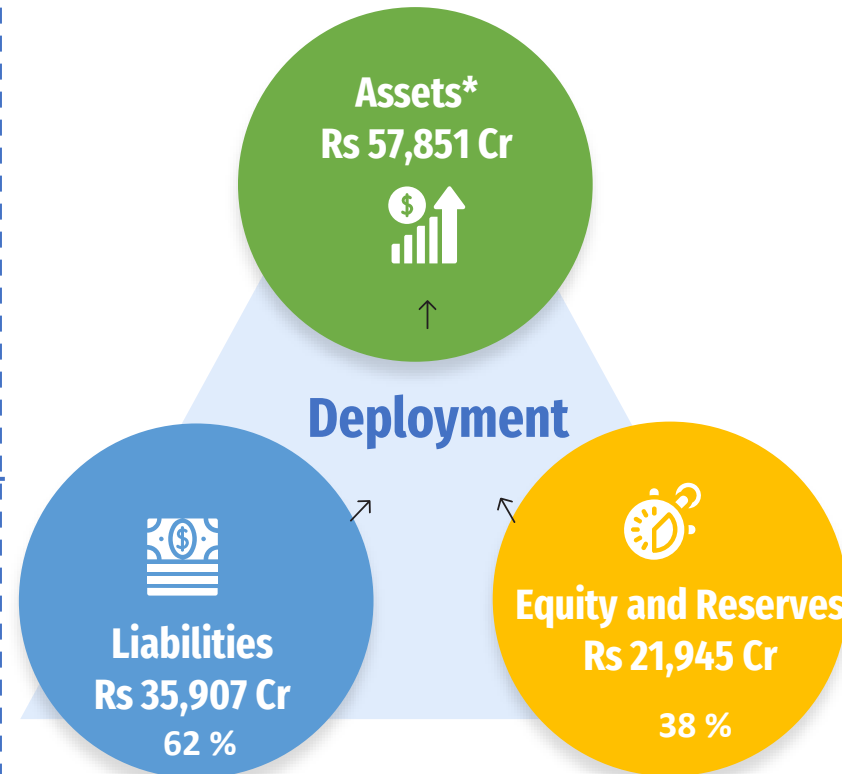 Assets*
Rs 57,851 Cr
$
Deployment
$
Liabilities
Rs 35,907 Cr
62 %
Equity and Reserves
Rs 21,945 Cr
38 %